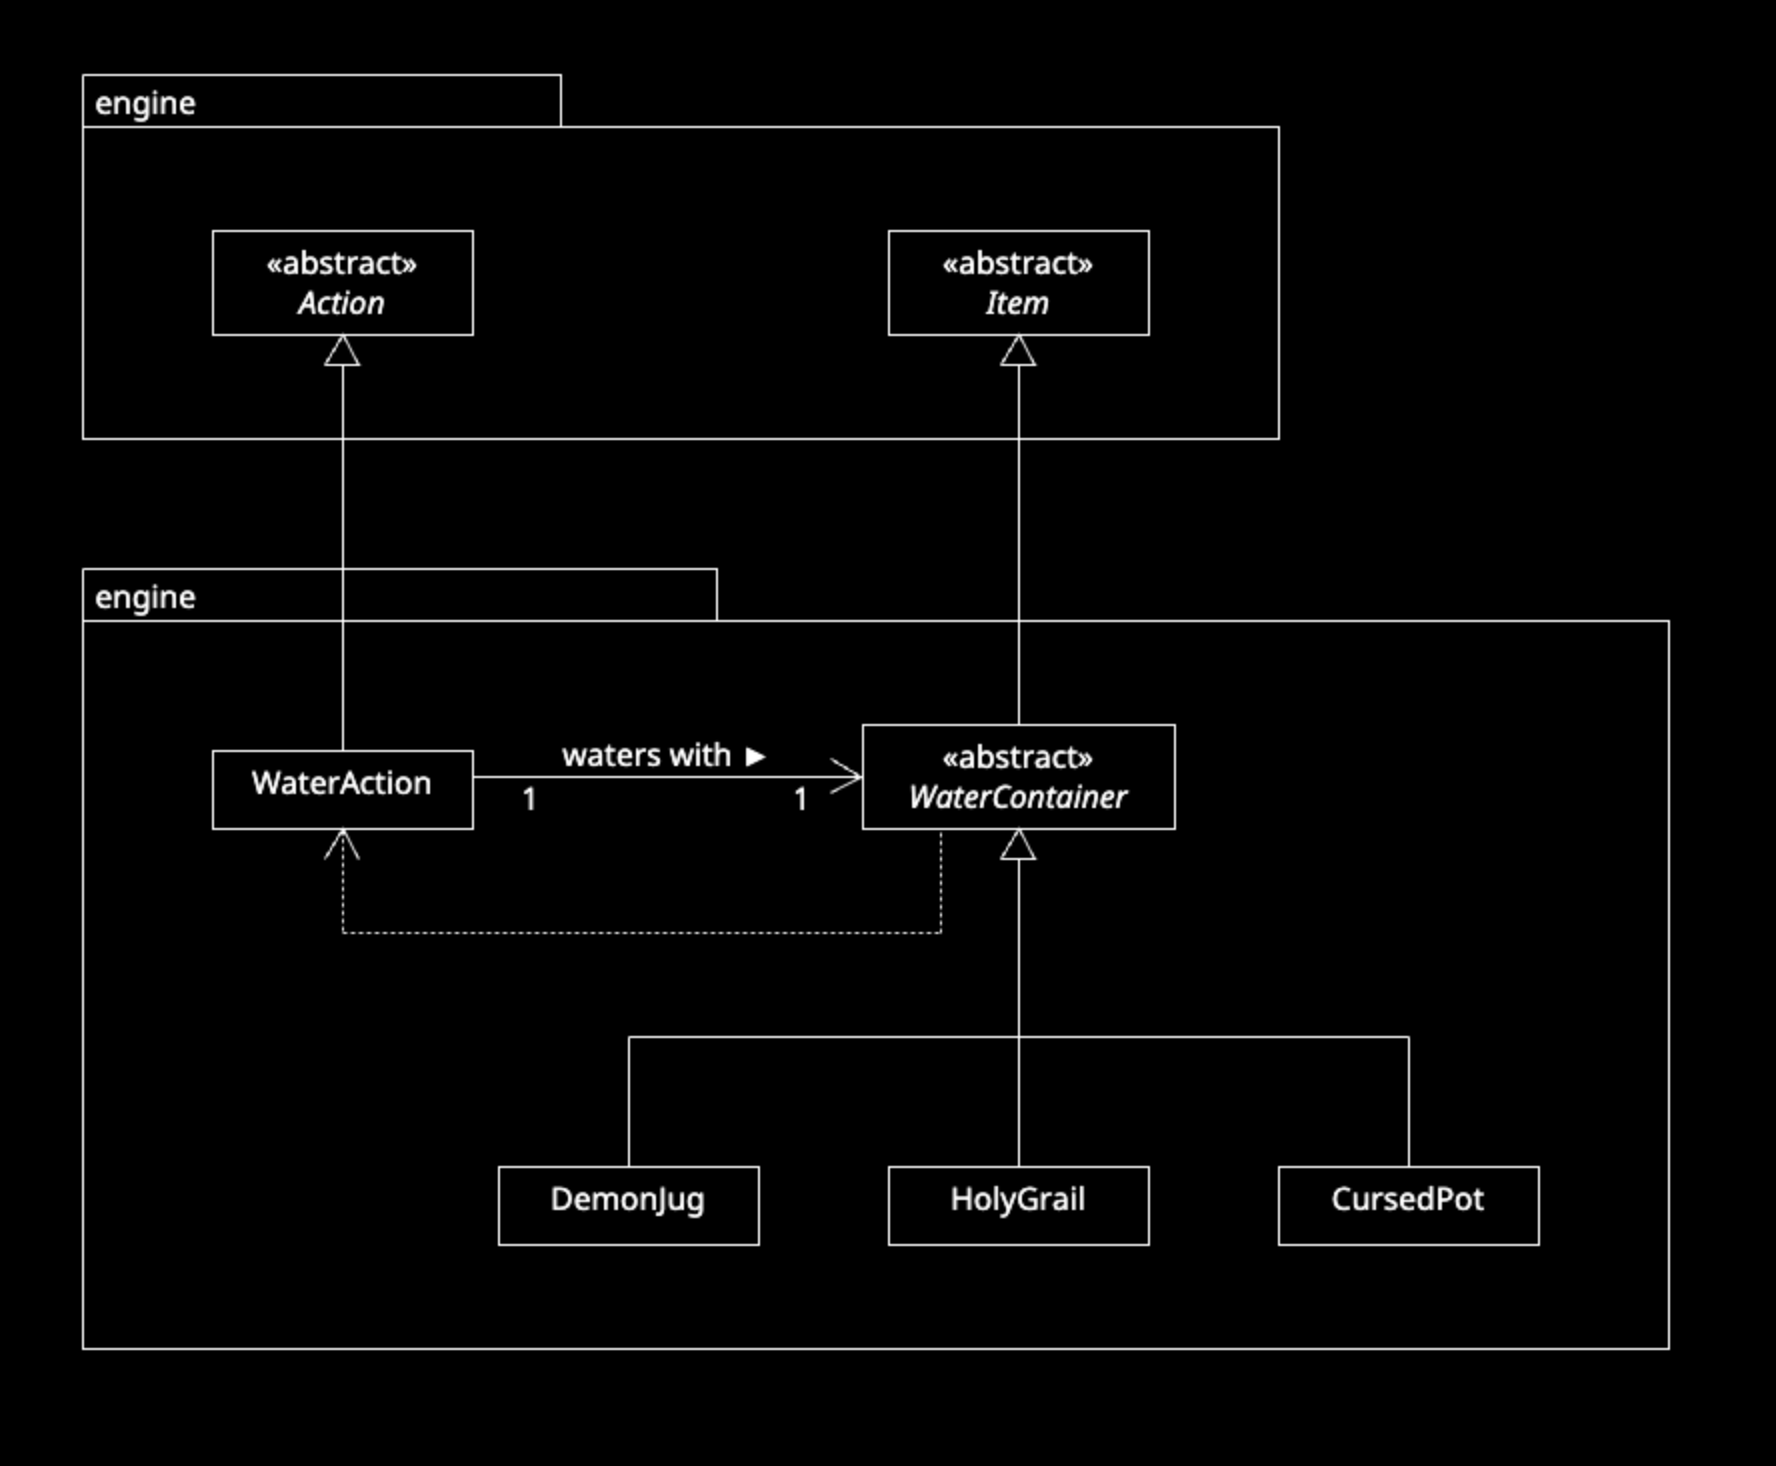 engine
«abstract»
Action
«abstract»
Item
engine
WaterAction
waters with ►
1
1
«abstract»
WaterContainer
DemonJug
HolyGrail
CursedPot